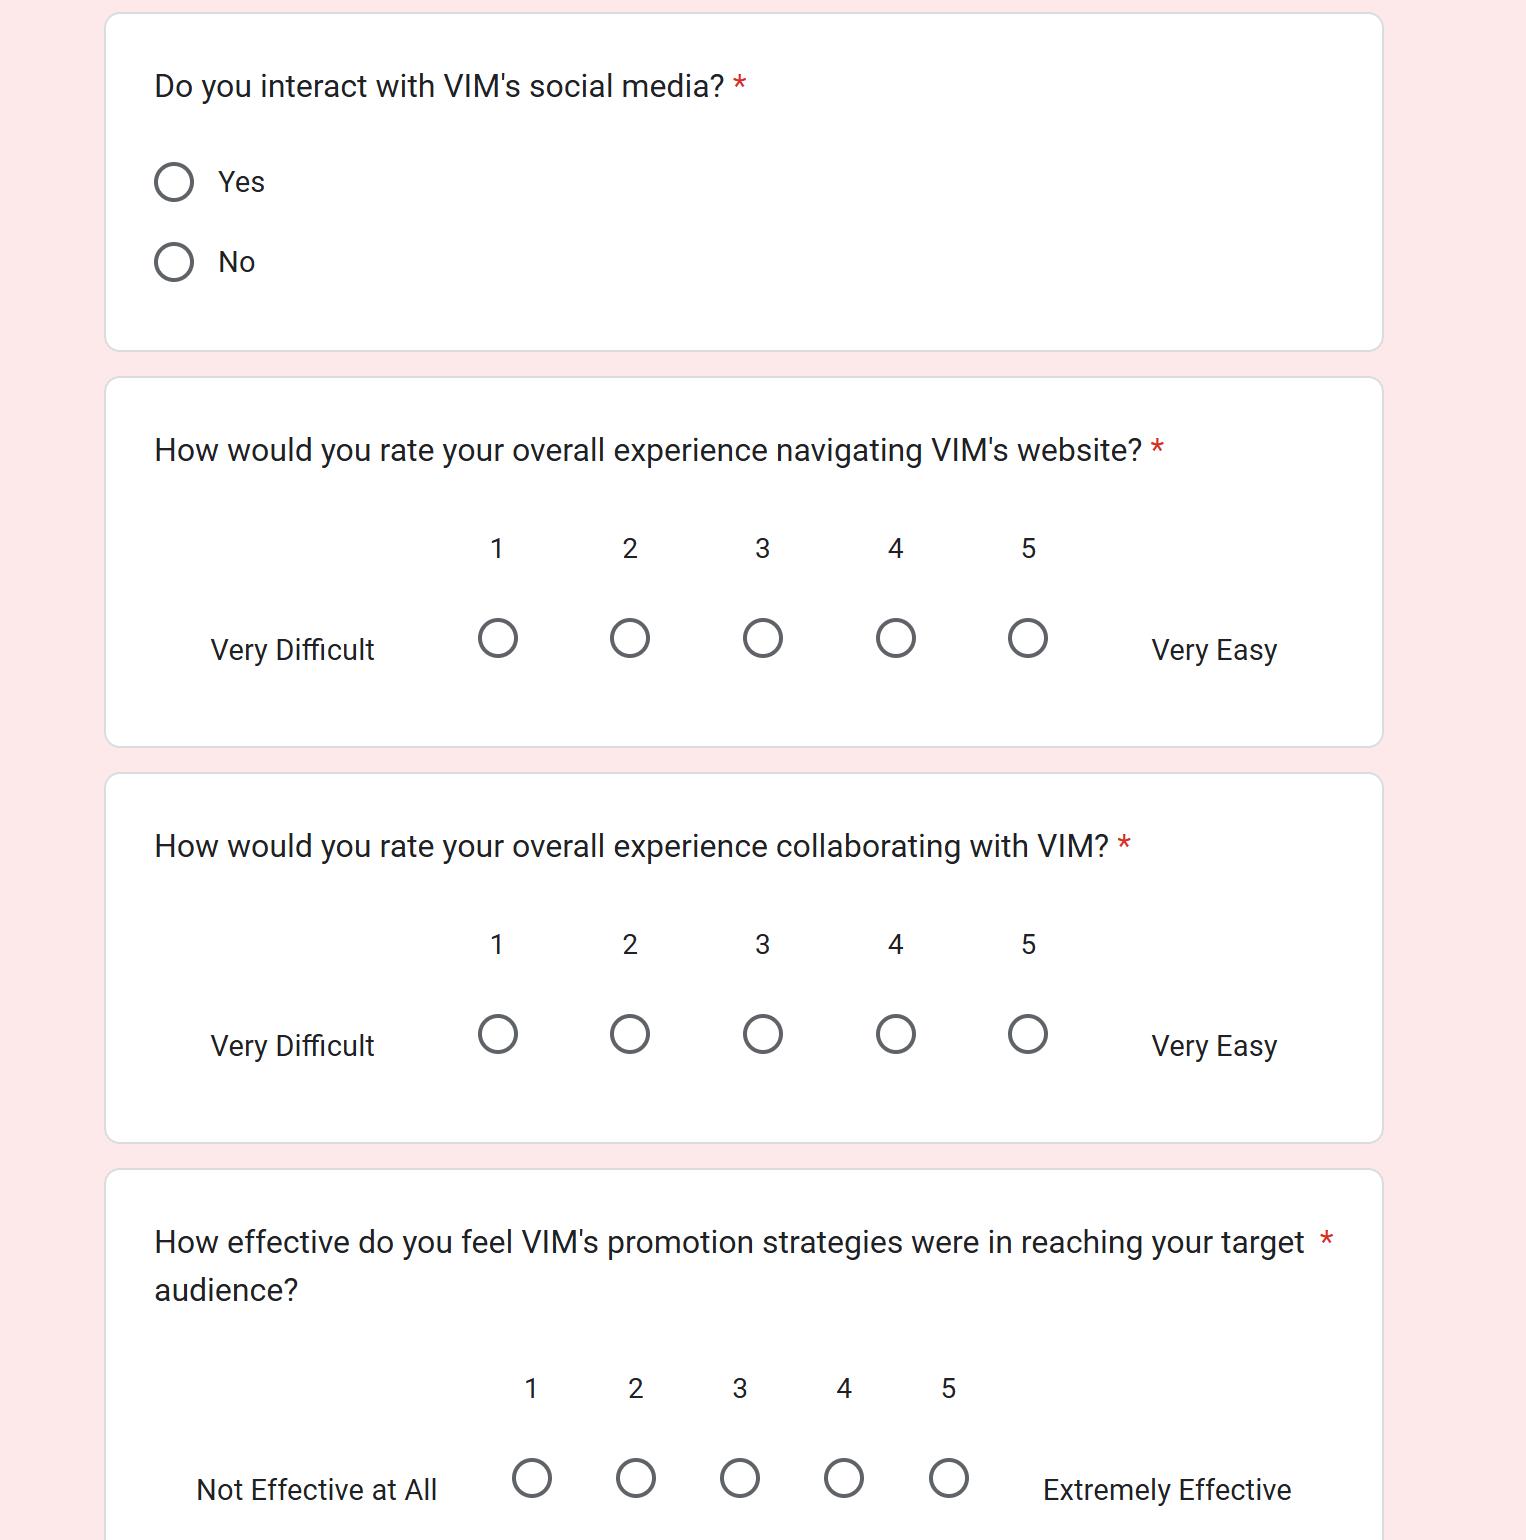 Do you interact with VIM's social media? *
Yes
No
How would you rate your overall experience navigating VIM's website? *
1 2 3 4 5
Very Difficult Very Easy
How would you rate your overall experience collaborating with VIM? *
1 2 3 4 5
Very Difficult Very Easy
How effective do you feel VIM's promotion strategies were in reaching your target *
audience?
1 2 3 4 5
Not Effective at All Extremely Effective